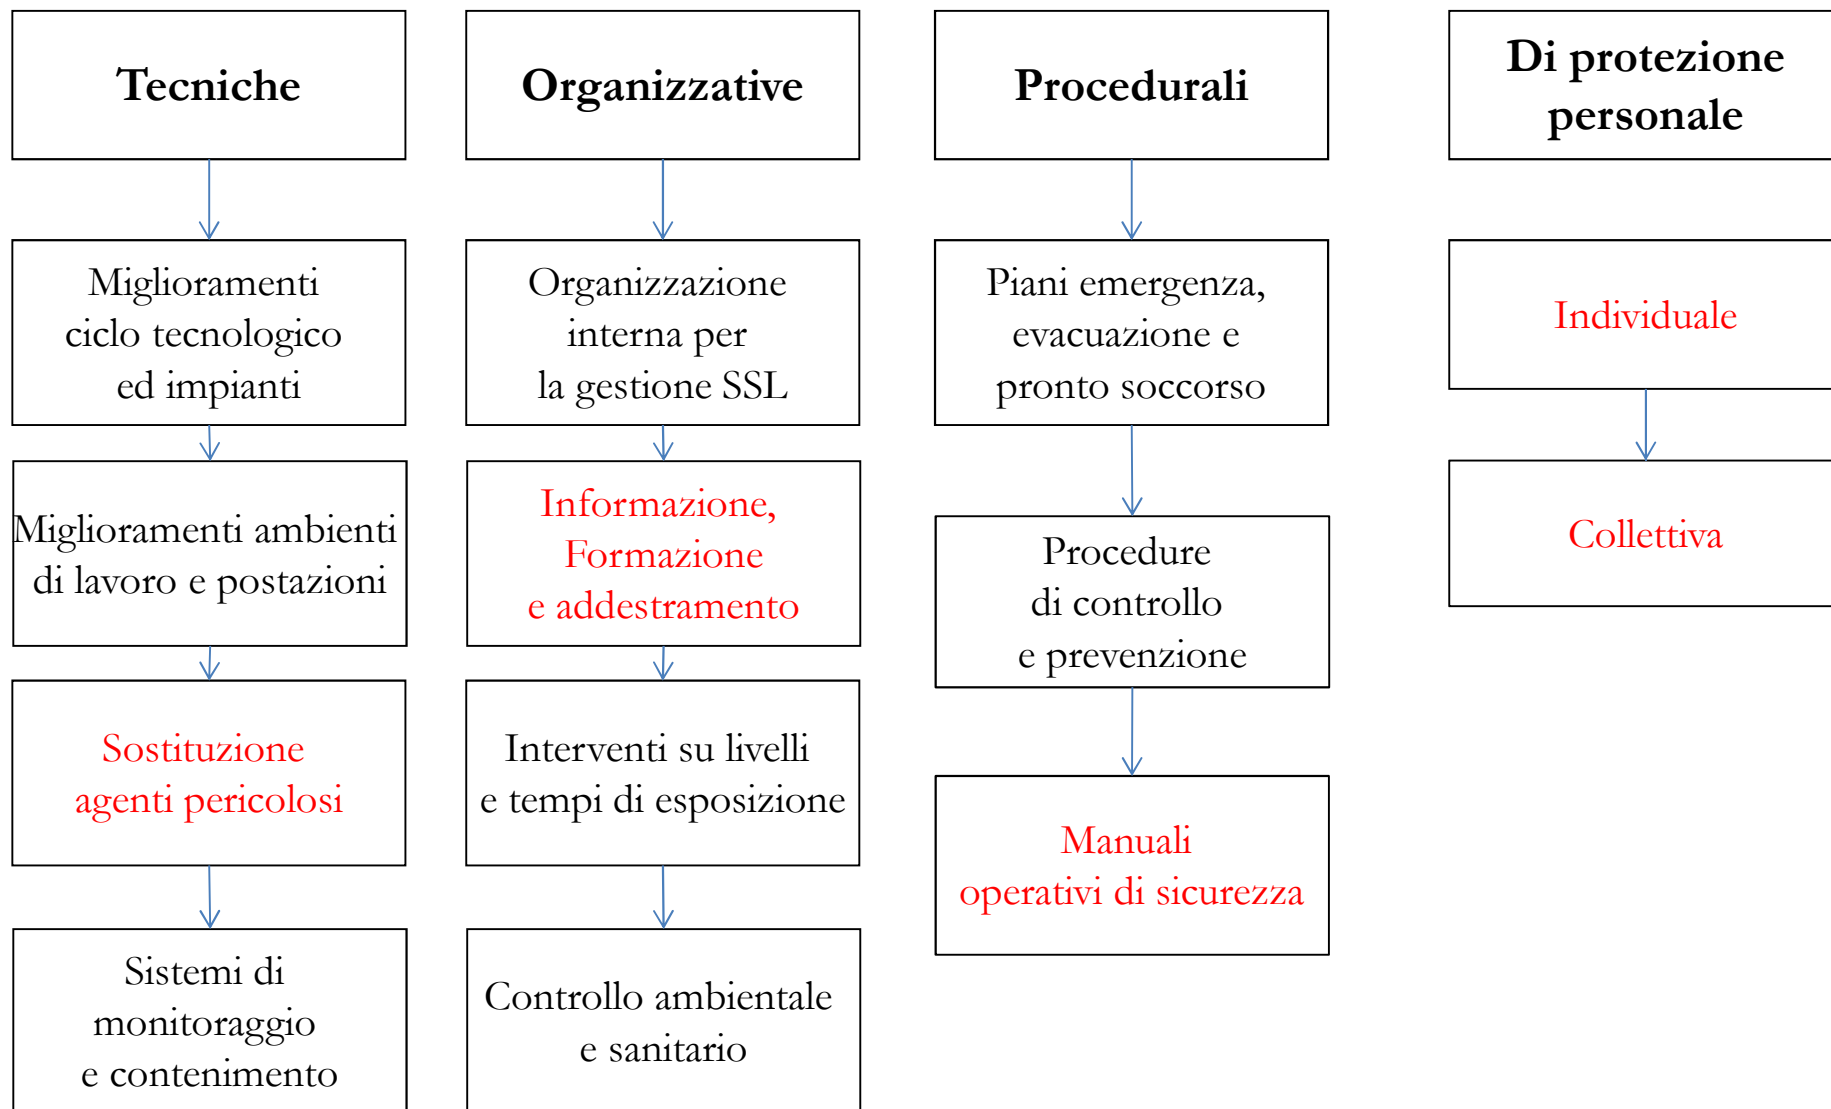 Tecniche
Miglioramenti
ciclo tecnologico
ed impianti
Miglioramenti ambienti
di lavoro e postazioni
Sostituzione
agenti pericolosi
Sistemi di
monitoraggio
e contenimento
Organizzative
Organizzazione
interna per
la gestione SSL
Informazione,
Formazione
e addestramento
Interventi su livelli
e tempi di esposizione
Controllo ambientale
e sanitario
Procedurali
Piani emergenza,
evacuazione e
pronto soccorso
Procedure
di controllo
e prevenzione
Manuali
operativi di sicurezza
Di protezione
personale
Individuale
Collettiva